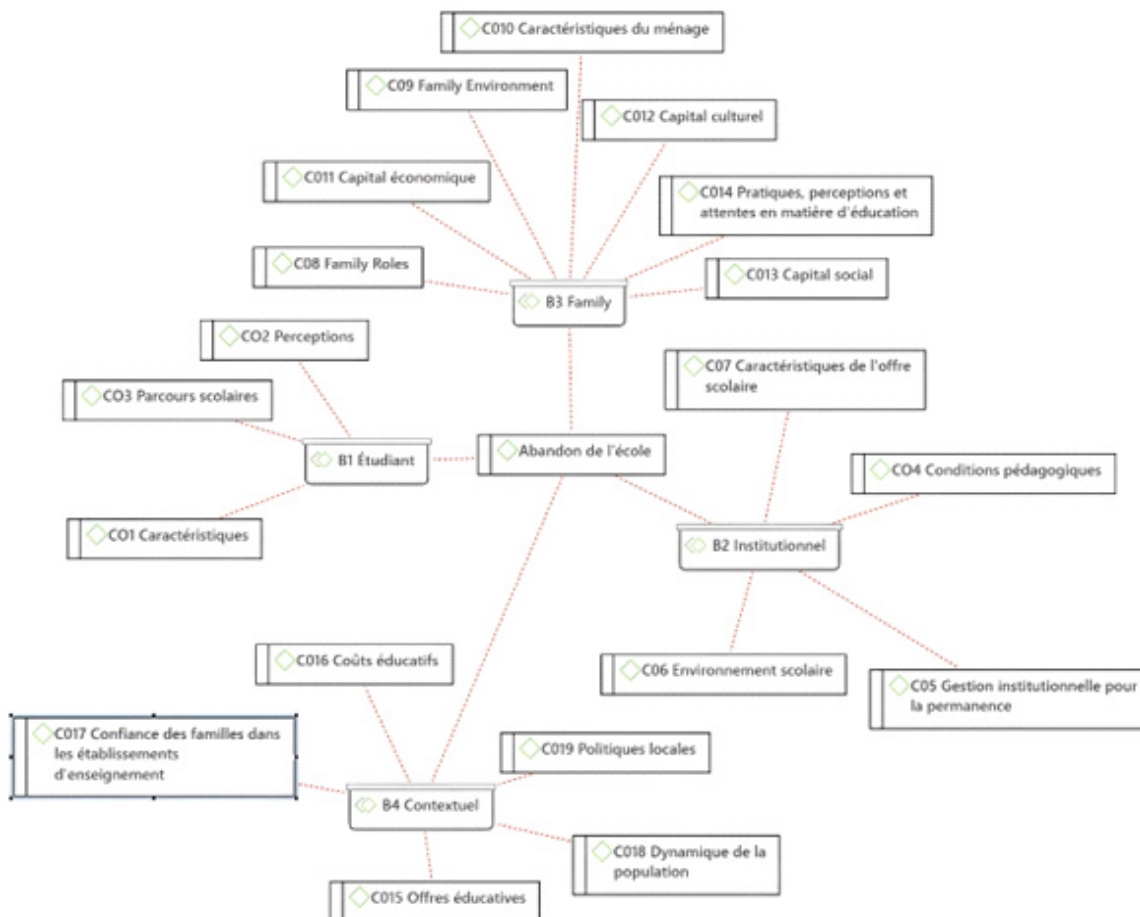 C010 Caractéristiques du ménage
C09 Family Environment
C012 Capital culturel
C011 Capital économique
C014 Pratiques, perceptions et
attentes en matière d'éducation
C08 Family Roles
C013 Capital social
B3 Family
CO2 Perceptions
C07 Caractéristiques de l'offre
scolaire
CO3 Parcours scolaires
B1 Étudiant
Abandon de l'école
CO4 Conditions pédagogiques
CO1 Caractéristiques
B2 Institutionnel
C016 Coûts éducatifs
C06 Environnement scolaire
C05 Gestion institutionnelle pour
la permanence
C017 Confiance des familles dans
les établissements
d'enseignement
C019 Politiques locales
B4 Contextuel
C018 Dynamique de la
population
C015 Offres éducatives